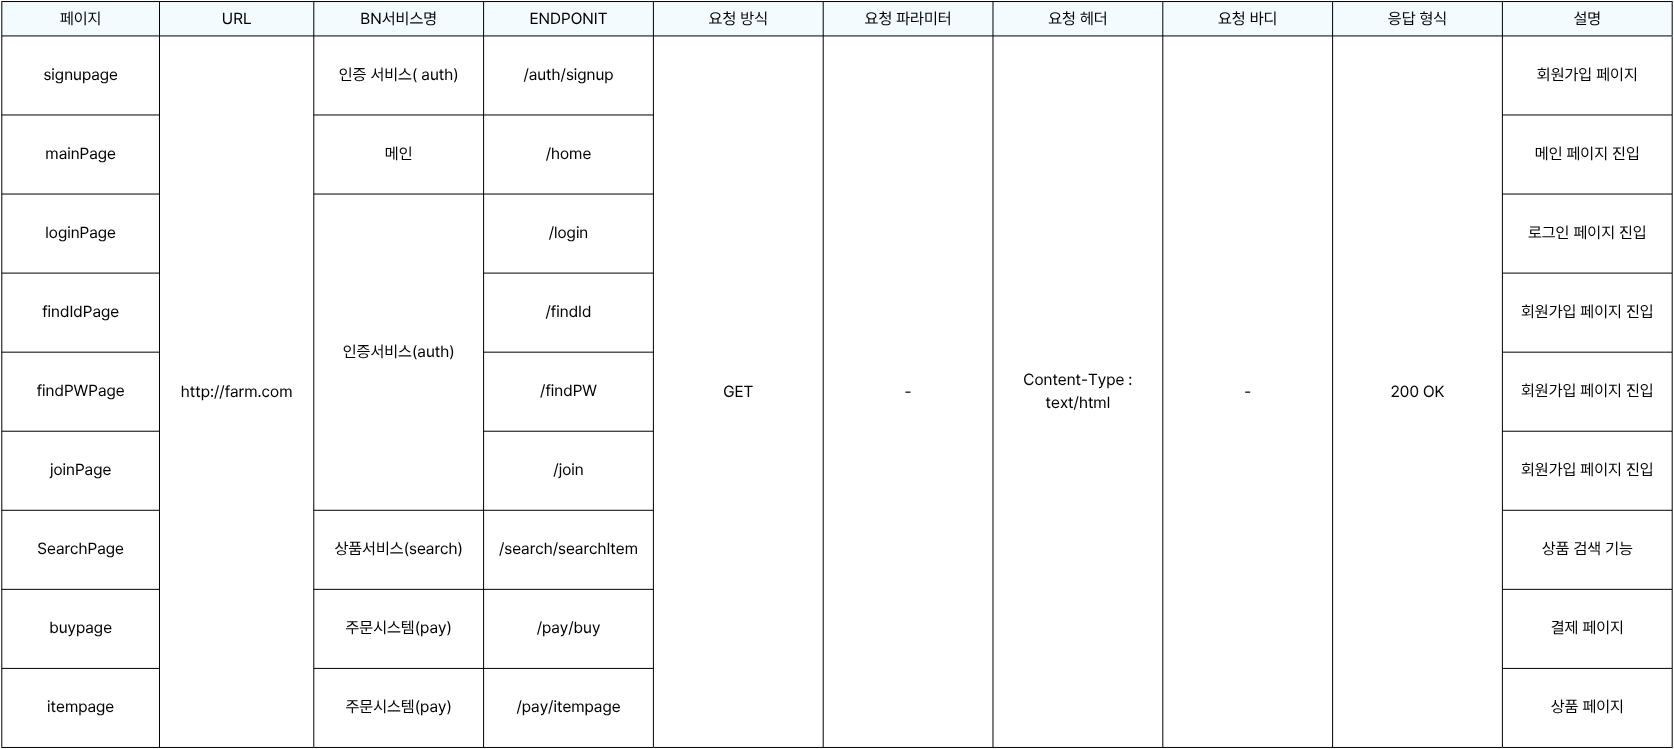 페이지 URL BN서비스명 ENDPONIT 요청 방식 요청 파라미터 요청 헤더 요청 바디 응답 형식 설명
signupage 인증 서비스( auth) /auth/signup 회원가입 페이지
mainPage 메인 /home 메인 페이지 진입
loginPage /login 로그인 페이지 진입
findIdPage /findId 회원가입 페이지 진입
인증서비스(auth)
findPWPage http://farm.com /findPW GET - Content-Type :
text/html - 200 OK 회원가입 페이지 진입
joinPage /join 회원가입 페이지 진입
SearchPage 상품서비스(search) /search/searchItem 상품 검색 기능
buypage 주문시스템(pay) /pay/buy 결제 페이지
itempage 주문시스템(pay) /pay/itempage 상품 페이지